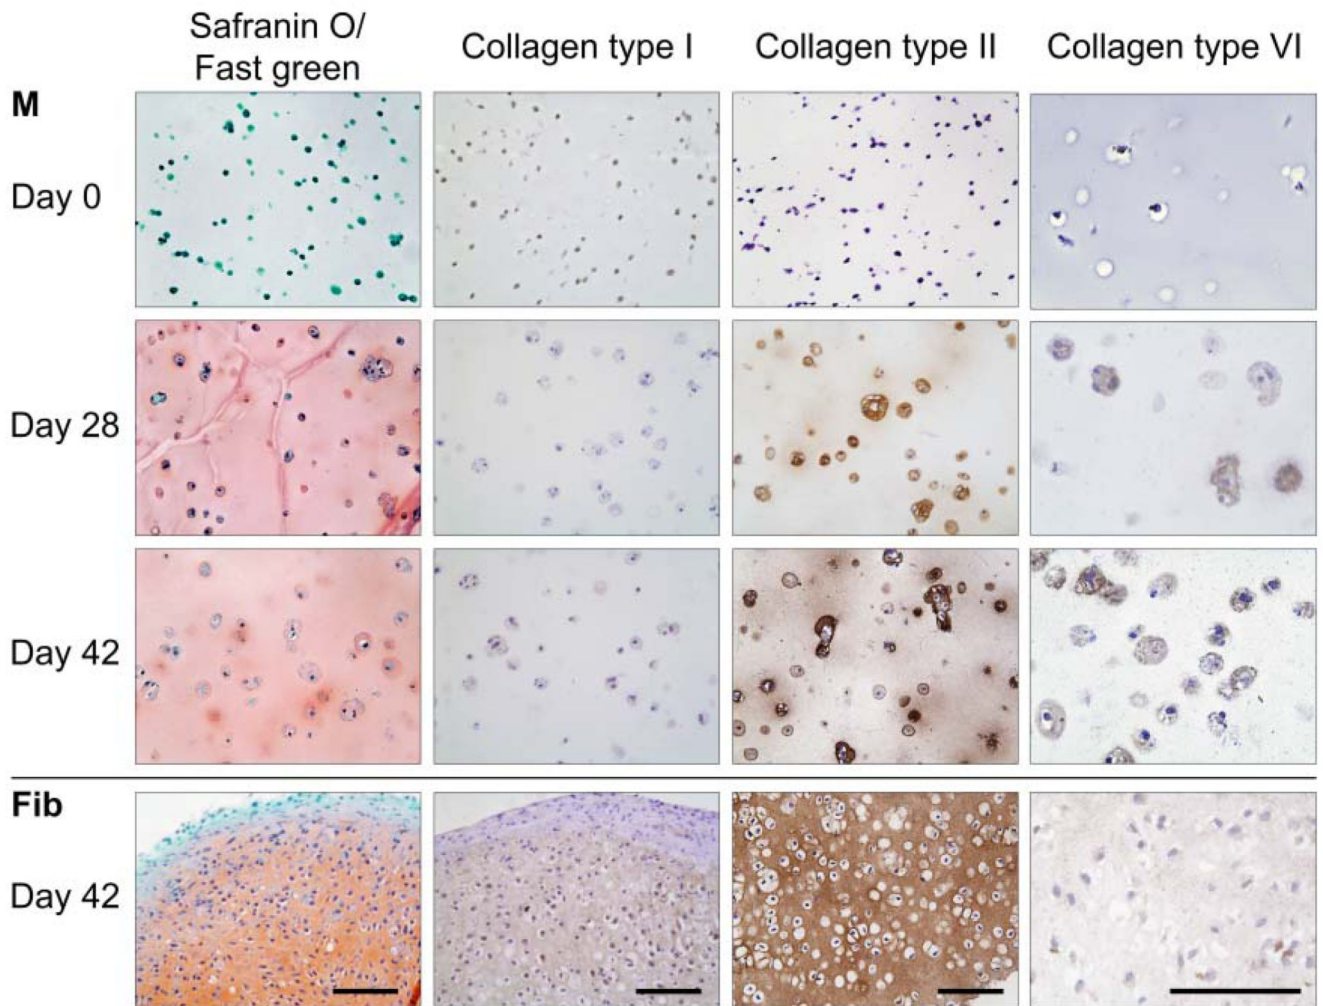 Safranin O/
Fast green
Collagen type I
Collagen type II
Collagen type VI
M
Day 0
Day 28
Day 42
Fib
Day 42